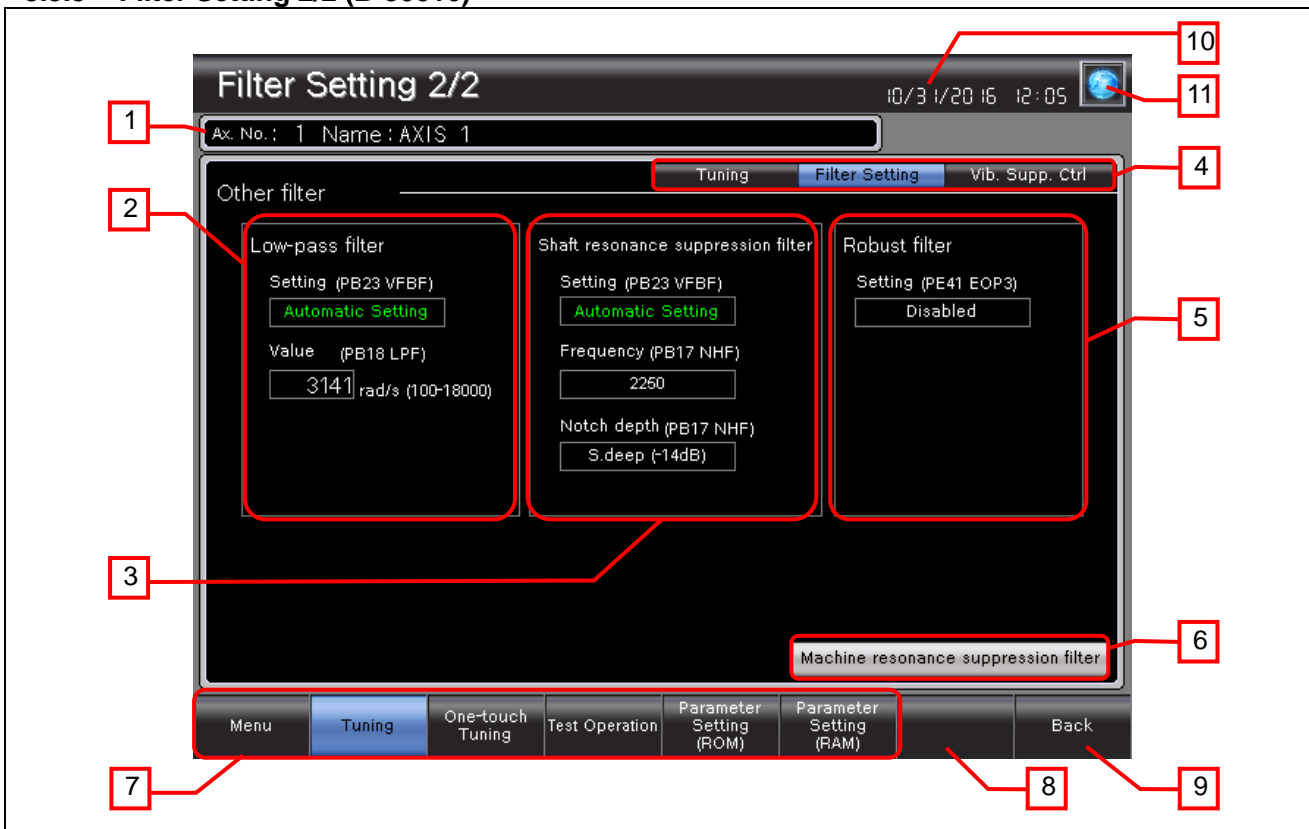 Filter Setting 2/2
10/31/2016 12:05
10
11
1
Ax. No.: 1 Name : AXIS 1
Tuning
Filter Setting
Vib. Supp. Ctrl
4
Other filter
2
Low-pass filter
Setting (PB23 VFBF)
Automatic Setting
Value (PB18 LPF)
3141 rad/s (100-18000)
Shaft resonance suppression filter
Setting (PB23 VFBF)
Automatic Setting
Frequency (PB17 NHF)
2250
Notch depth (PB17 NHF)
S.deep (-14dB)
Robust filter
Setting (PE41 EOP3)
Disabled
5
3
Machine resonance suppression filter
6
Menu
Tuning
One-touch
Tuning
Test Operation
Parameter
Setting
(ROM)
Parameter
Setting
(RAM)
Back
7
8
9